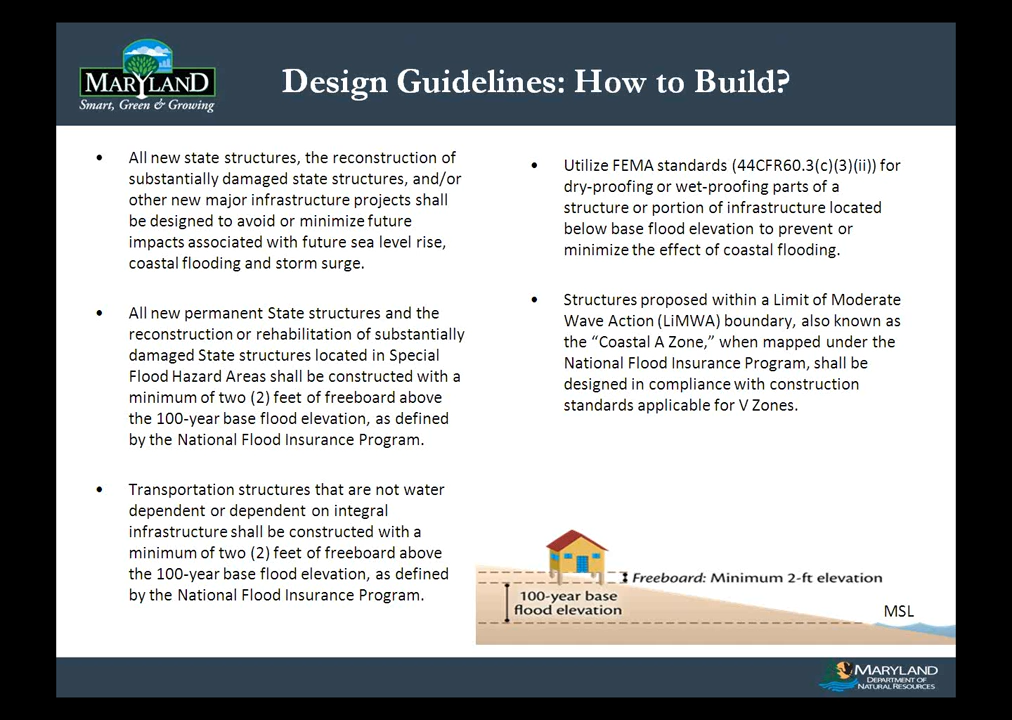 MARYLAND
Smart, Green & Growing
Design Guidelines: How to Build?
• All new state structures, the reconstruction of
substantially damaged state structures, and/or
other new major infrastructure projects shall
be designed to avoid or minimize future
impacts associated with future sea level rise,
coastal flooding and storm surge.
• All new permanent State structures and the
reconstruction or rehabilitation of substantially
damaged State structures located in Special
Flood Hazard Areas shall be constructed with a
minimum of two (2) feet of freeboard above
the 100-year base flood elevation, as defined
by the National Flood Insurance Program.
• Transportation structures that are not water
dependent or dependent on integral
infrastructure shall be constructed with a
minimum of two (2) feet of freeboard above
the 100-year base flood elevation, as defined
by the National Flood Insurance Program.
• Utilize FEMA standards (44CFR60.3(c)(3)(ii)) for
dry-proofing or wet-proofing parts of a
structure or portion of infrastructure located
below base flood elevation to prevent or
minimize the effect of coastal flooding.
• Structures proposed within a Limit of Moderate
Wave Action (LiMWA) boundary, also known as
the “Coastal A Zone,” when mapped under the
National Flood Insurance Program, shall be
designed in compliance with construction
standards applicable for V Zones.
Freeboard: Minimum 2-ft elevation
100-year base
flood elevation
MSL
MARYLAND
DEPARTMENT OF
NATURAL RESOURCES